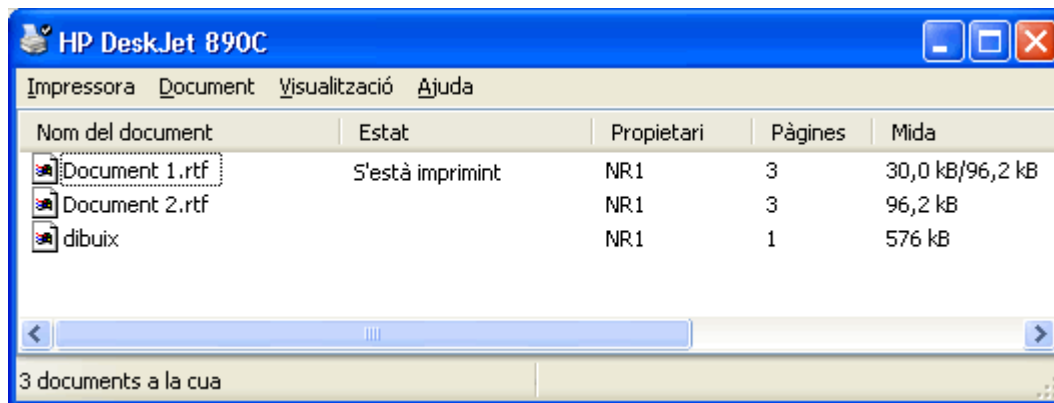 HP DeskJet 890C
Impressora Document Visualització Ajuda
Nom del document Estat Propietari Pàgines Mida
Document 1.rtf S'està imprimint NR1 3 30,0 kB/96,2 kB
Document 2.rtf NR1 3 96,2 kB
dibuix NR1 1 576 kB
3 documents a la cua